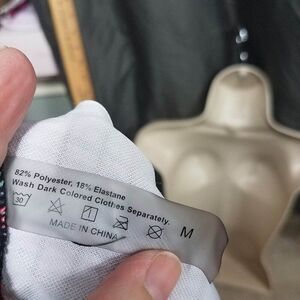 82% Polyester, 18% Elastane
Wash Dark Colored Clothes Separately.
30
M
MADE IN CHINA